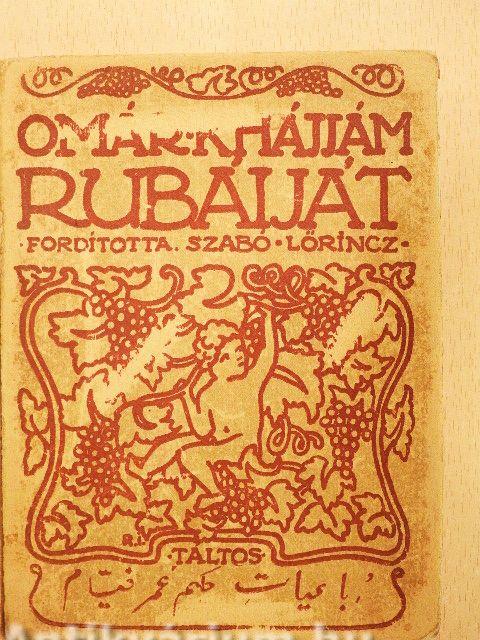 OMÁR·KHÁJJÁM
RUBÁIJÁT
·FORDÍTOTTA. SZABÓ·LŐRINCZ·
R.I.
·TÁLTOS·
رباعیات حکیم عمر خیام